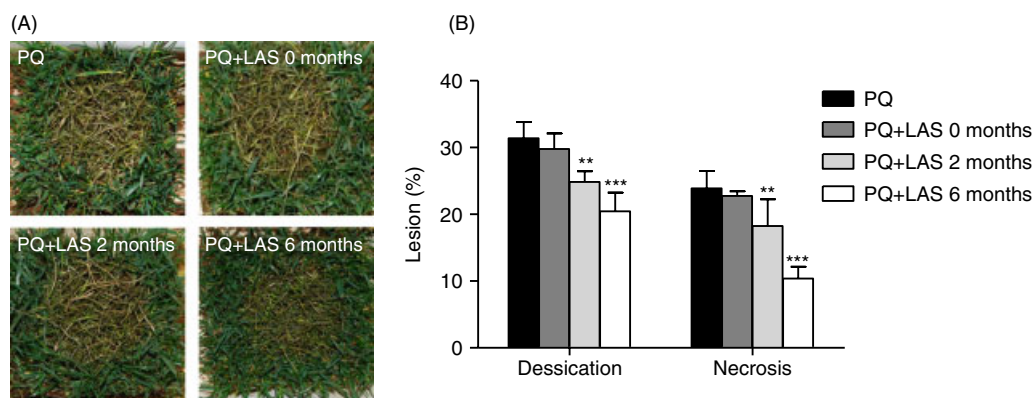 (A)
PQ
PQ+LAS 0 months
PQ+LAS 2 months
PQ+LAS 6 months
(B)
Lesion (%)
40
30
20
10
0
**
***
**
***
Dessication
Necrosis
PQ
PQ+LAS 0 months
PQ+LAS 2 months
PQ+LAS 6 months